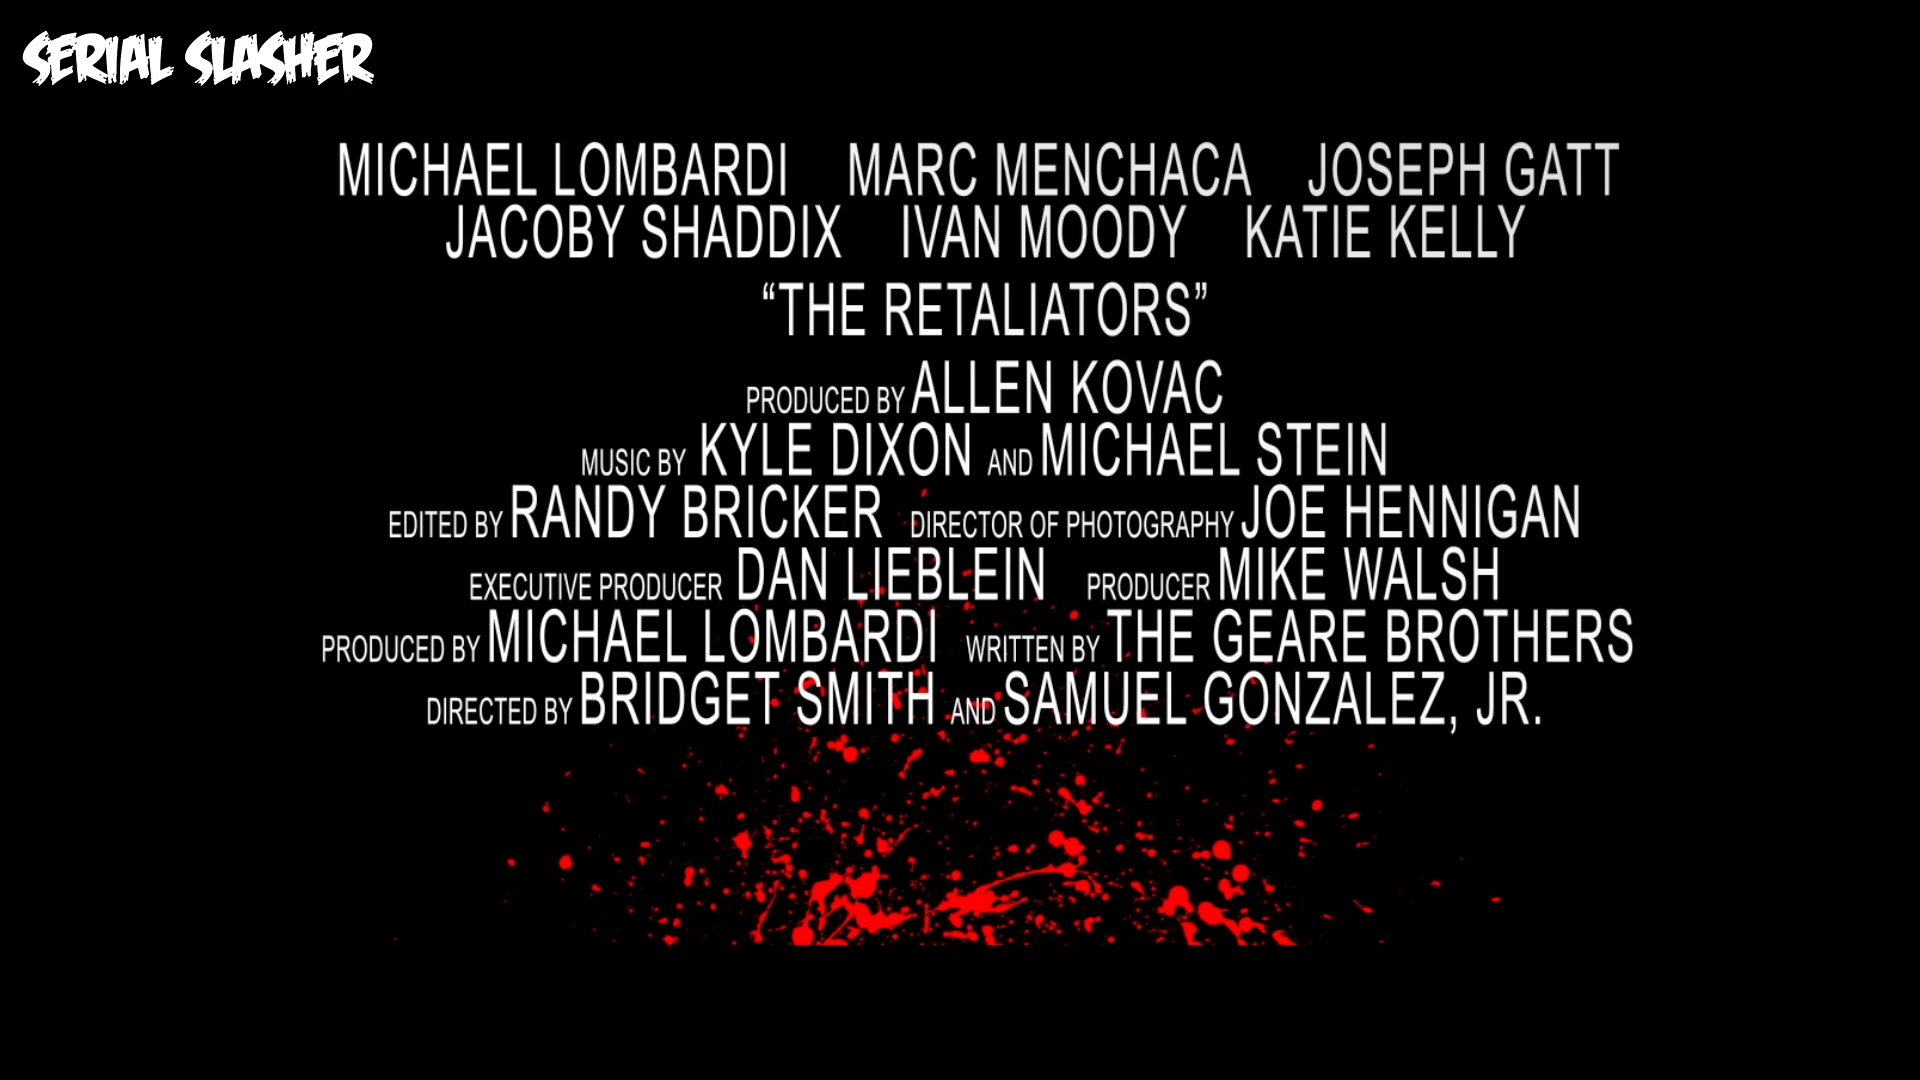 SERIAL SLASHER
MICHAEL LOMBARDI MARC MENCHACA JOSEPH GATT
JACOBY SHADDIX IVAN MOODY KATIE KELLY
“THE RETALIATORS”
PRODUCED BY ALLEN KOVAC
MUSIC BY KYLE DIXON AND MICHAEL STEIN
EDITED BY RANDY BRICKER DIRECTOR OF PHOTOGRAPHY JOE HENNIGAN
EXECUTIVE PRODUCER DAN LIEBLEIN PRODUCER MIKE WALSH
PRODUCED BY MICHAEL LOMBARDI WRITTEN BY THE GEARE BROTHERS
DIRECTED BY BRIDGET SMITH AND SAMUEL GONZALEZ, JR.